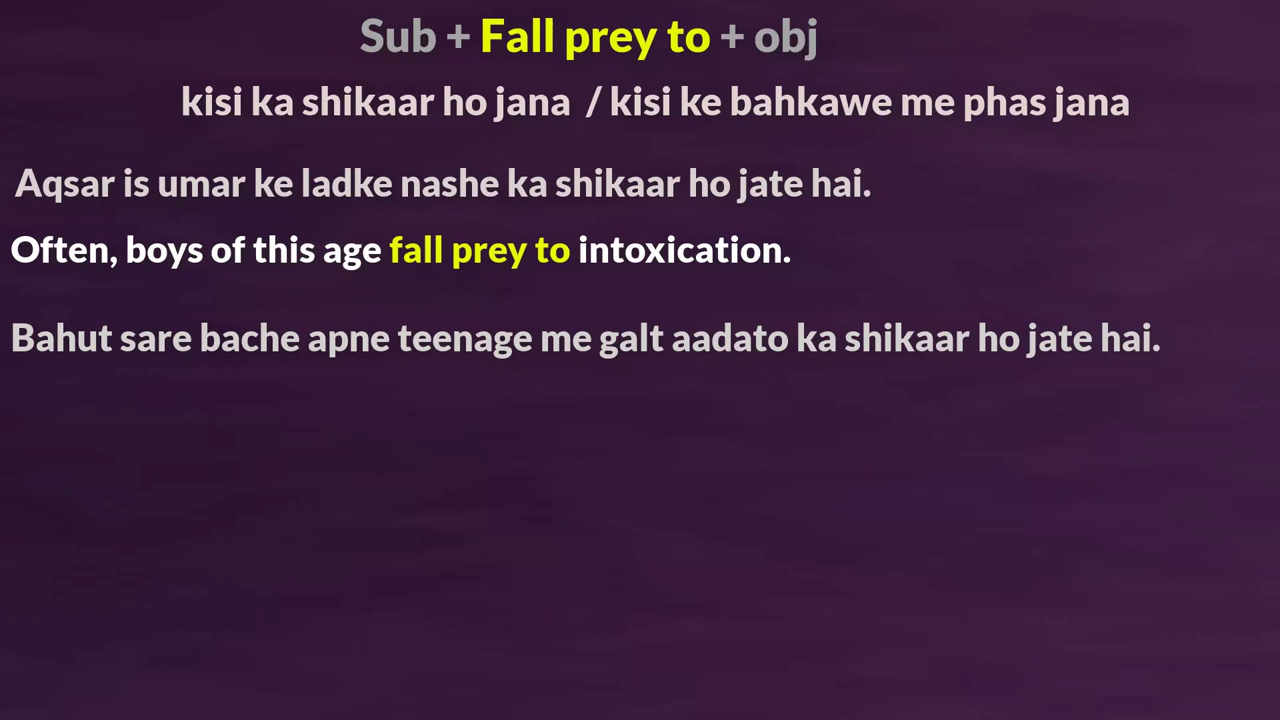 Sub + Fall prey to + obj
kisi ka shikaar ho jana / kisi ke bahkawe me phas jana
Aqsar is umar ke ladke nashe ka shikaar ho jate hai.
Often, boys of this age fall prey to intoxication.
Bahut sare bache apne teenage me galt aadato ka shikaar ho jate hai.